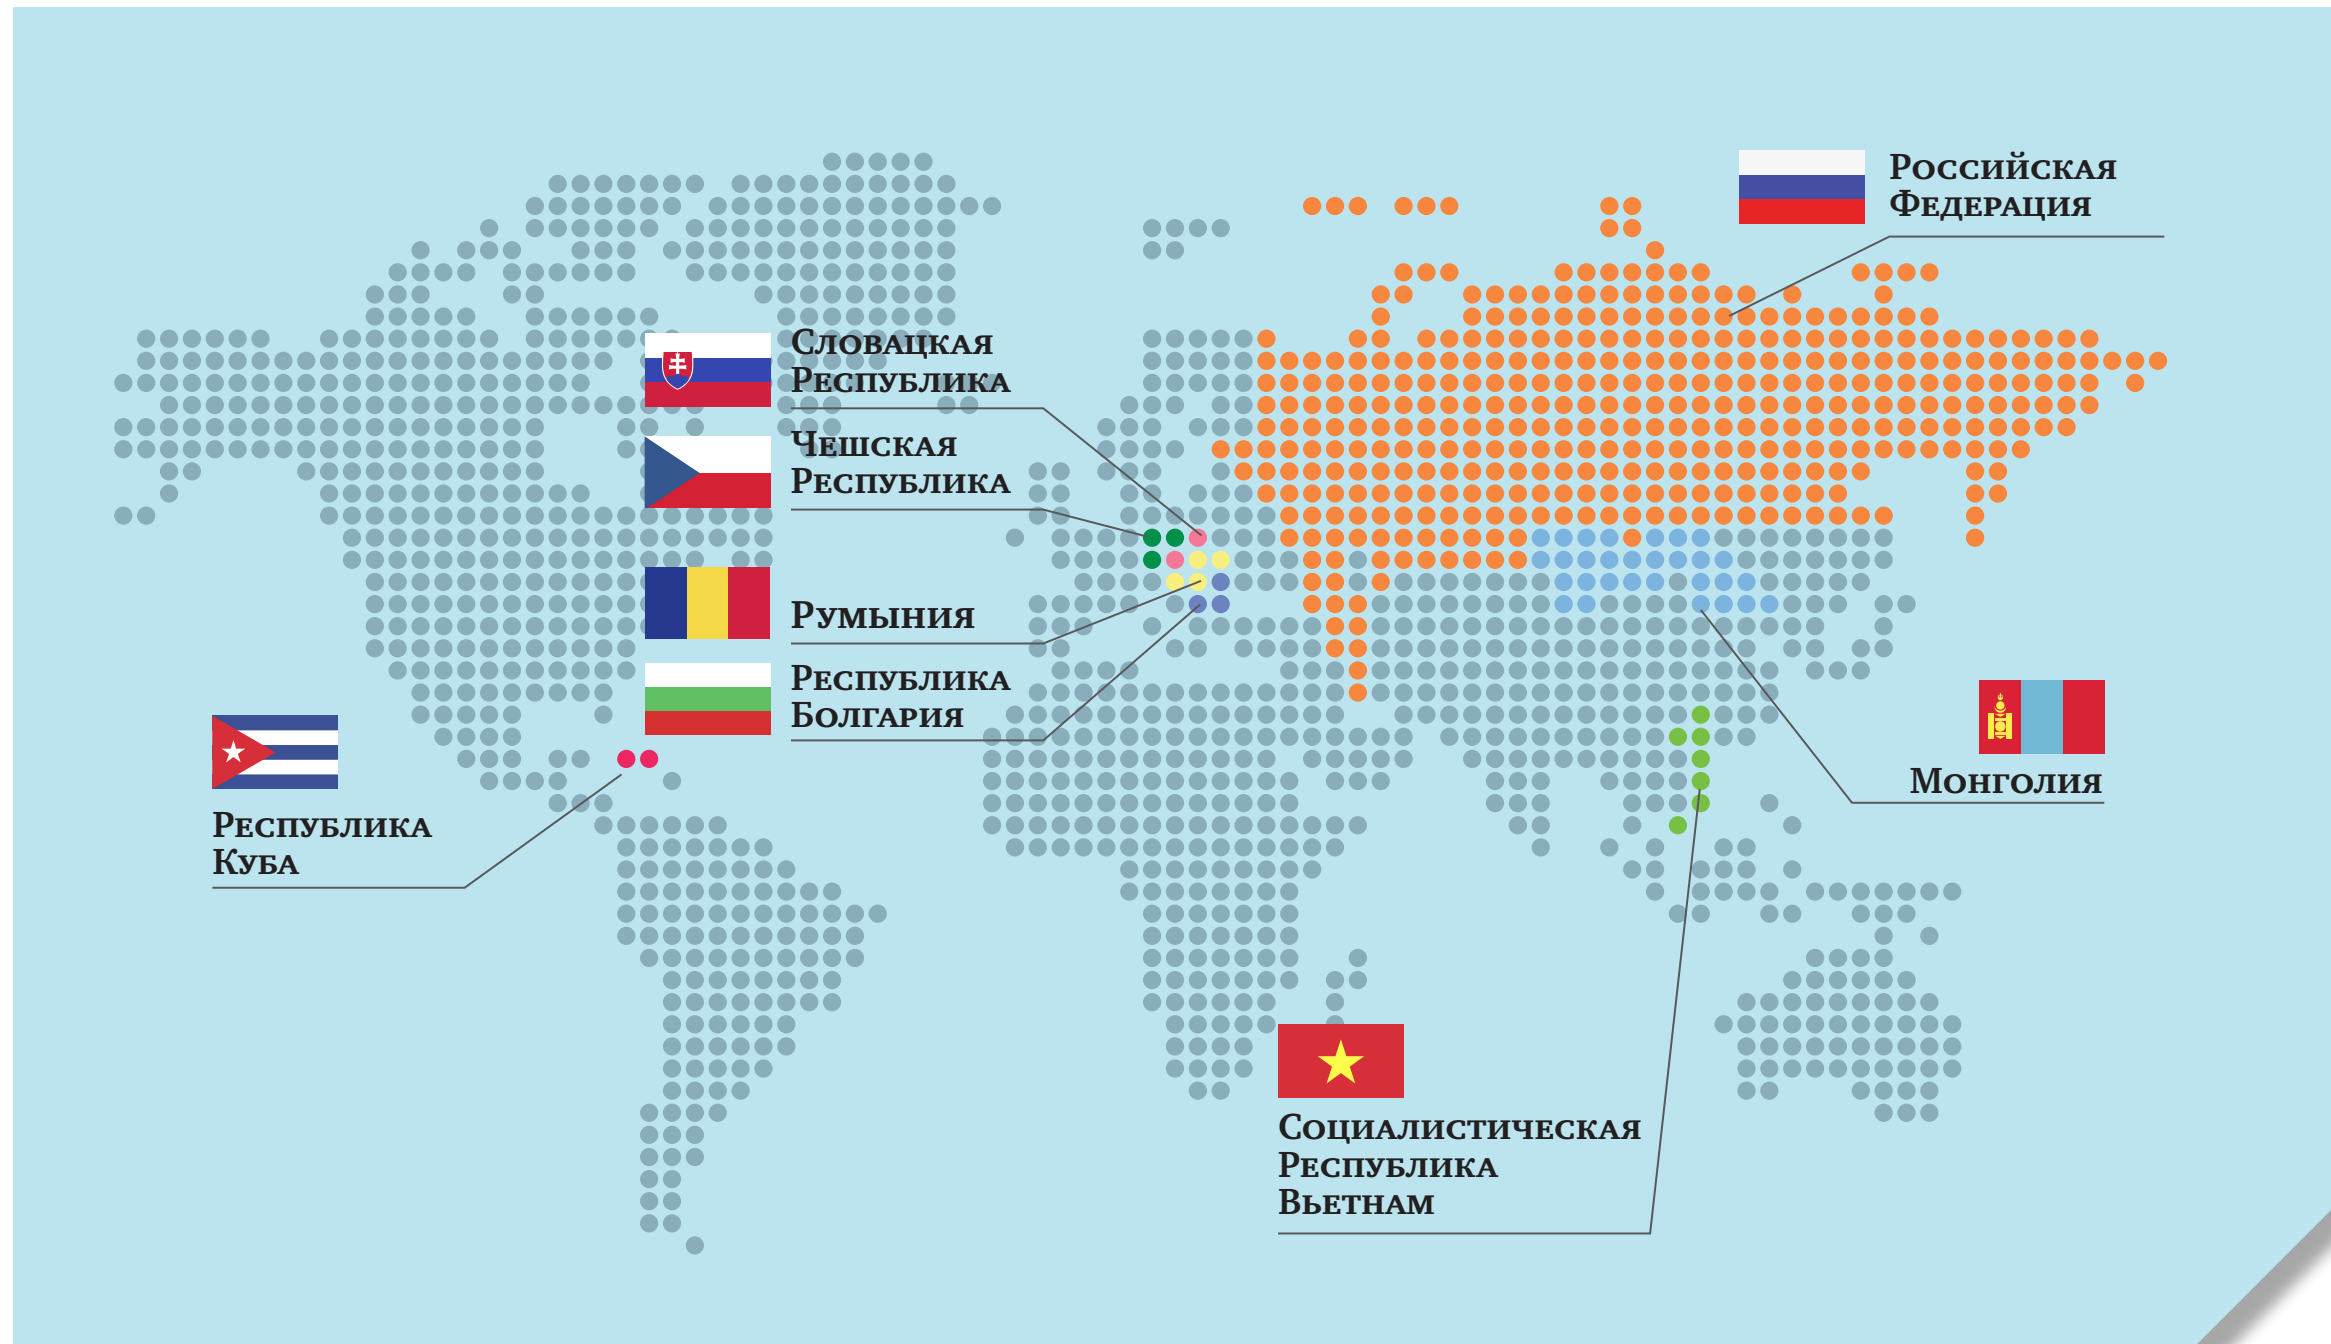 Российская
Федерация
Словацкая
Республика
Чешская
Республика
Румыния
Республика
Болгария
Монголия
Республика
Куба
Социалистическая
Республика
Вьетнам